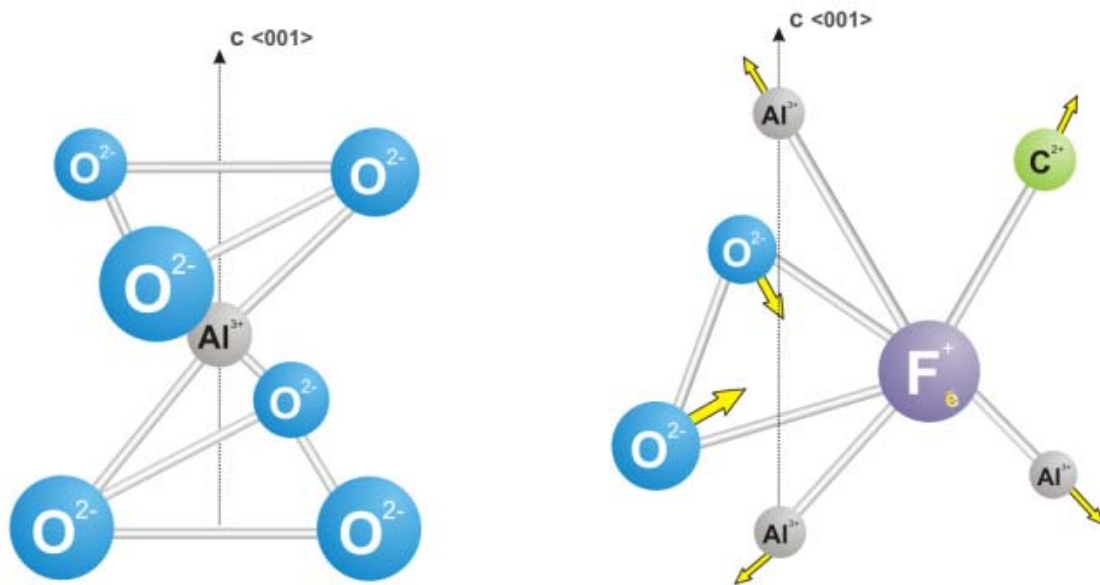 c <001>
O²⁻
O²⁻
O²⁻
Al³⁺
O²⁻
O²⁻
O²⁻
c <001>
Al³⁺
C²⁺
O²⁻
F⁺
ē
O²⁻
Al³⁺
Al³⁺